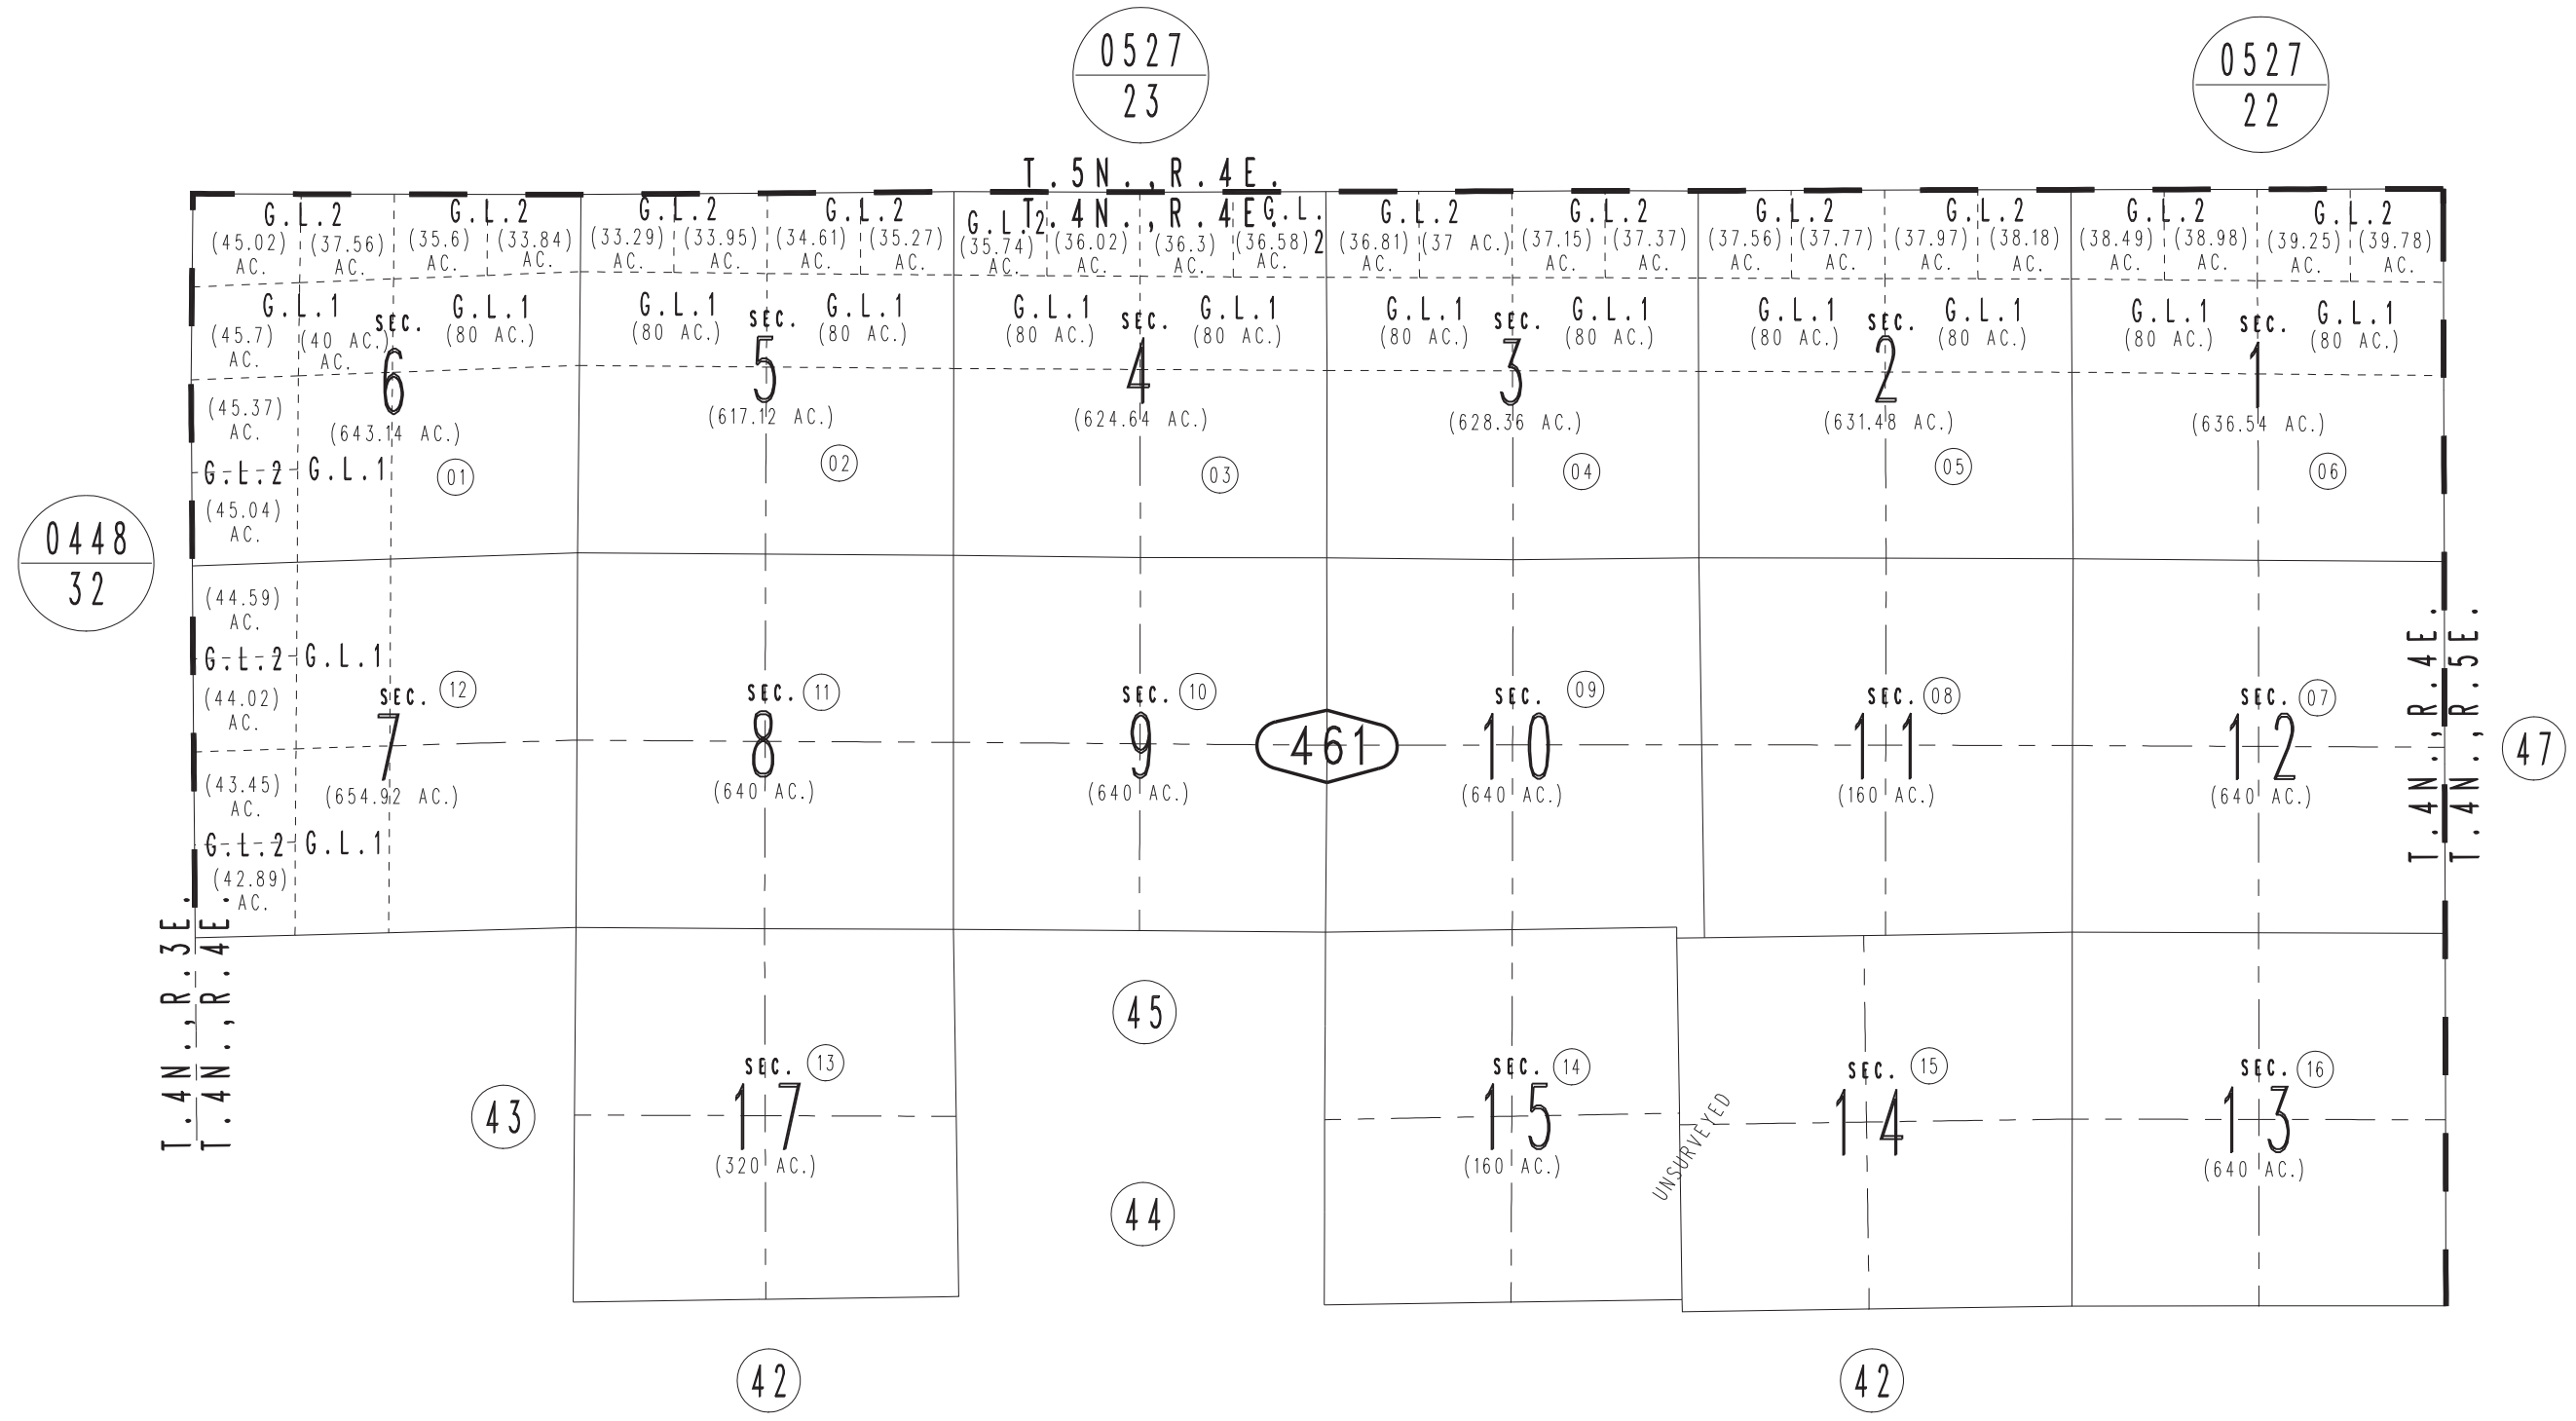 0527
23
0527
22
T.5N.,R.4E.
T.4N.,R.4E.
G.L.2
G.L.2
G.L.2
G.L.2
G.L.2
G.L.
2
G.L.2
G.L.2
G.L.2
G.L.2
G.L.2
G.L.2
(45.02) AC.
(37.56) AC.
(35.6) AC.
(33.84) AC.
(33.29) AC.
(33.95) AC.
(34.61) AC.
(35.27) AC.
(35.74) AC.
(36.02) AC.
(36.3) AC.
(36.58) AC.
(36.81) AC.
(37 AC.)
(37.15) AC.
(37.37) AC.
(37.56) AC.
(37.77) AC.
(37.97) AC.
(38.18) AC.
(38.49) AC.
(38.98) AC.
(39.25) AC.
(39.78) AC.
G.L.1
(45.7) AC.
(40 AC.) AC.
G.L.1
(80 AC.)
G.L.1
(80 AC.)
G.L.1
(80 AC.)
G.L.1
(80 AC.)
G.L.1
(80 AC.)
G.L.1
(80 AC.)
G.L.1
(80 AC.)
G.L.1
(80 AC.)
G.L.1
(80 AC.)
G.L.1
(80 AC.)
G.L.1
(80 AC.)
SEC.
6
(643.14 AC.)
01
SEC.
5
(617.12 AC.)
02
SEC.
4
(624.64 AC.)
03
SEC.
3
(628.36 AC.)
04
SEC.
2
(631.48 AC.)
05
SEC.
1
(636.54 AC.)
06
(45.37)
AC.
G.L.2 G.L.1
(45.04)
AC.
0448
32
(44.59)
AC.
G.L.2 G.L.1
(44.02)
AC.
(43.45)
AC.
G.L.2 G.L.1
(42.89)
AC.
SEC. 12
7
(654.92 AC.)
SEC. 11
8
(640 AC.)
SEC. 10
9
(640 AC.)
461
SEC. 09
10
(640 AC.)
SEC. 08
11
(160 AC.)
SEC. 07
12
(640 AC.)
T.4N.,R.4E.
T.4N.,R.5E.
47
T.4N.,R.3E.
T.4N.,R.4E.
43
SEC. 13
17
(320 AC.)
45
44
SEC. 14
15
(160 AC.)
UNSURVEYED
SEC. 15
14
SEC. 16
13
(640 AC.)
42
42